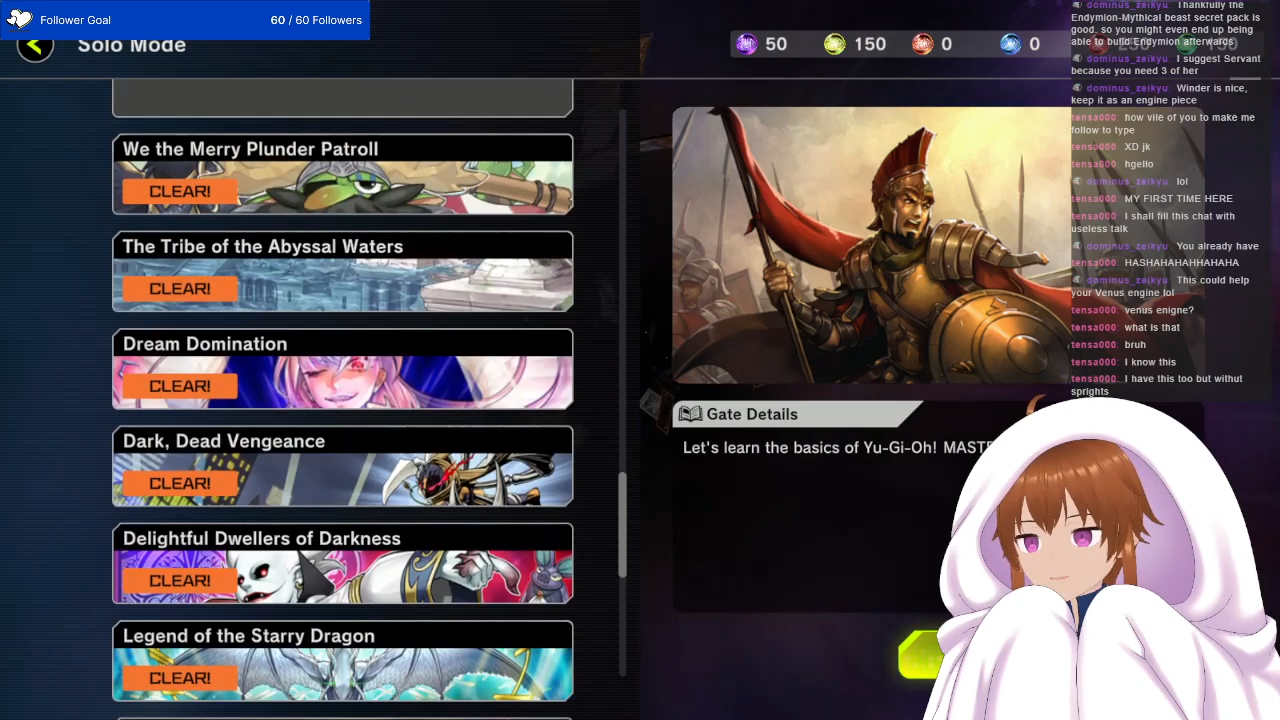 Follower Goal
60 / 60 Followers
Solo Mode
50
150
0
0
We the Merry Plunder Patroll
CLEAR!
The Tribe of the Abyssal Waters
CLEAR!
Dream Domination
CLEAR!
Dark, Dead Vengeance
CLEAR!
Delightful Dwellers of Darkness
CLEAR!
Legend of the Starry Dragon
CLEAR!
Gate Details
Let's learn the basics of Yu-Gi-Oh!
dominus_zeikyu: Thankfully the
Endymion-Mythical beast secret pack is
good. so you might even end up being
able to build Endymion afterwards
dominus_zeikyu: I suggest Servant
because you need 3 of her
dominus_zeikyu: Winder is nice,
keep it as an engine piece
tensa000: how vile of you to make me
follow to type
tensa000: XD jk
tensa000: hgello
dominus_zeikyu: lol
tensa000: MY FIRST TIME HERE
tensa000: I shall fill this chat with
useless talk
dominus_zeikyu: You already have
tensa000: HASHAHAHAHHAHAHA
dominus_zeikyu: This could help
your Venus engine lol
tensa000: venus enigne?
tensa000: what is that
tensa000: bruh
tensa000: I know this
tensa000: I have this too but withut
sprights